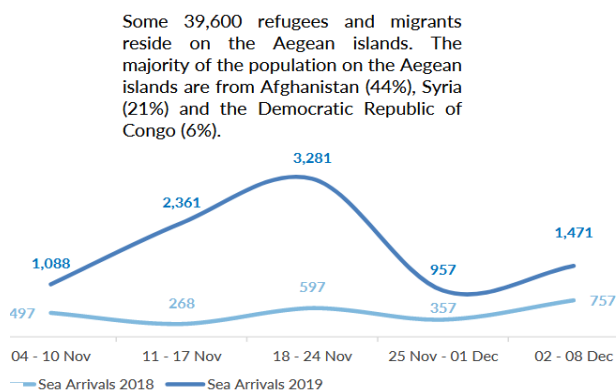 Some 39,600 refugees and migrants
reside on the Aegean islands. The
majority of the population on the Aegean
islands are from Afghanistan (44%), Syria
(21%) and the Democratic Republic of
Congo (6%).
3,281
2,361
1,471
1,088
957
597
497
268
357
757
04 - 10 Nov
11 - 17 Nov
18 - 24 Nov
25 Nov - 01 Dec
02 - 08 Dec
Sea Arrivals 2018
Sea Arrivals 2019